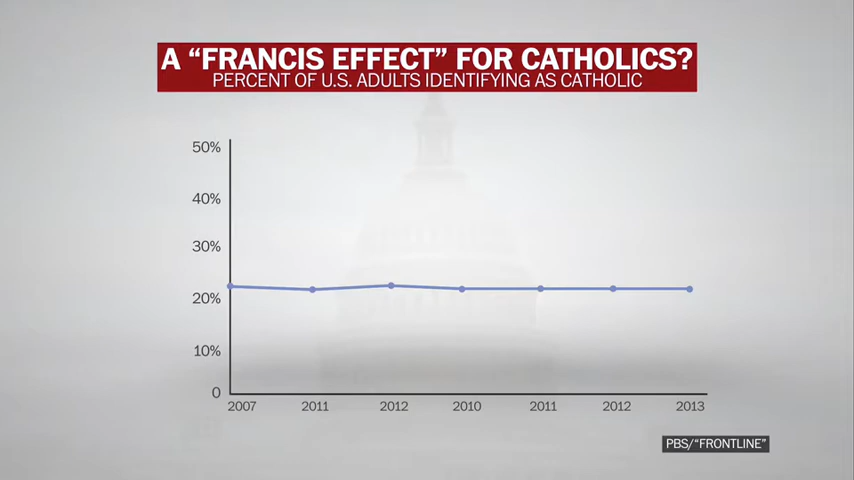 A “FRANCIS EFFECT” FOR CATHOLICS?
PERCENT OF U.S. ADULTS IDENTIFYING AS CATHOLIC
50%
40%
30%
20%
10%
0
2007 2011 2012 2010 2011 2012 2013
PBS/“FRONTLINE”